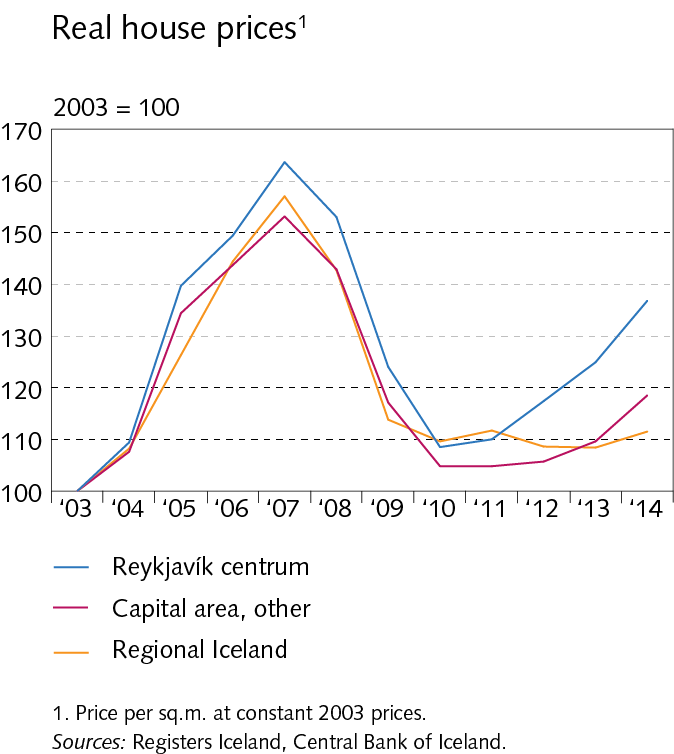 Real house prices¹
2003 = 100
170
160
150
140
130
120
110
100
‘03 ‘04 ‘05 ‘06 ‘07 ‘08 ‘09 ‘10 ‘11 ‘12 ‘13 ‘14
Reykjavík centrum
Capital area, other
Regional Iceland
1. Price per sq.m. at constant 2003 prices.
Sources: Registers Iceland, Central Bank of Iceland.